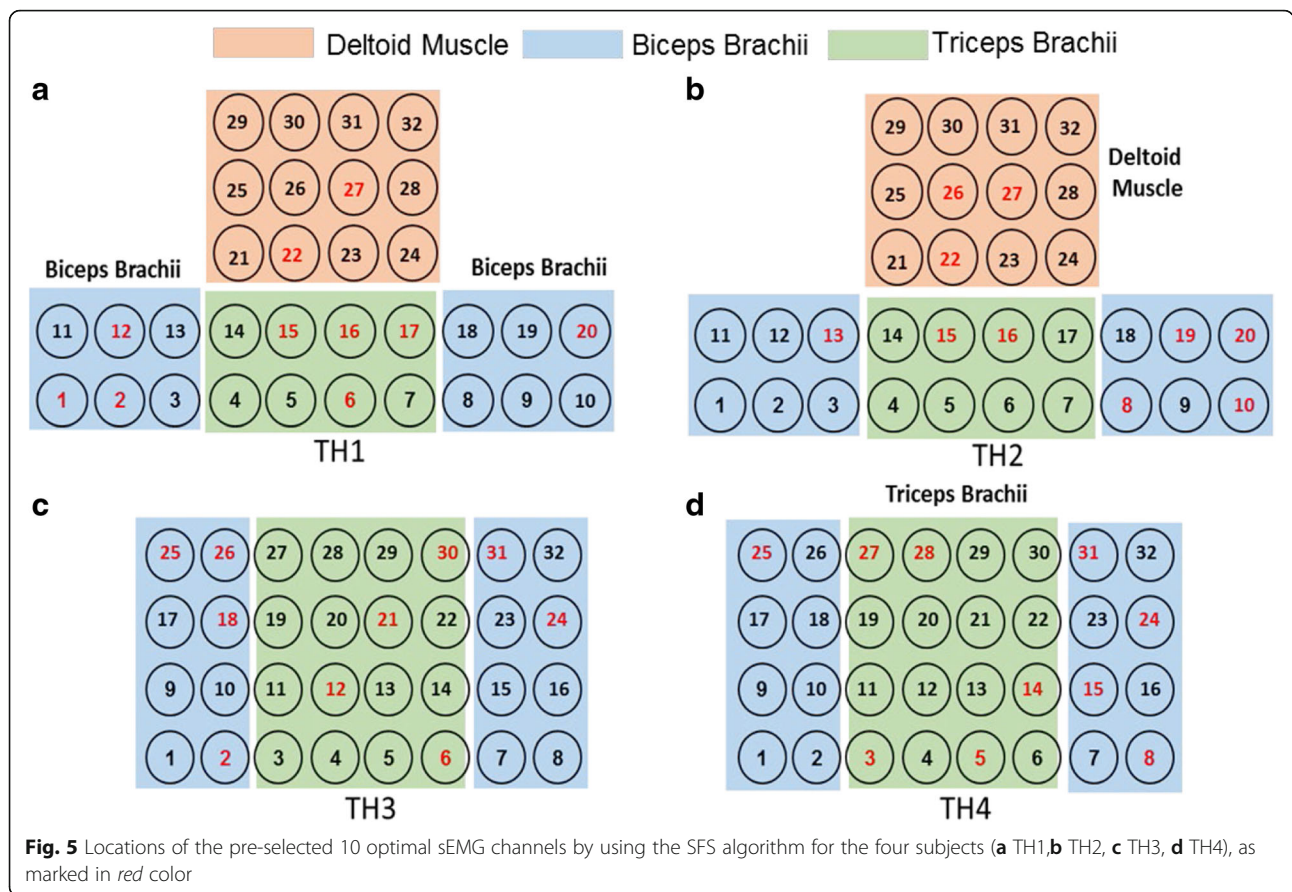 Deltoid Muscle Biceps Brachii Triceps Brachii
a
29 30 31 32
25 26 27 28
21 22 23 24
Biceps Brachii Biceps Brachii
11 12 13 14 15 16 17 18 19 20
1 2 3 4 5 6 7 8 9 10
TH1
b
29 30 31 32
25 26 27 28
21 22 23 24
Deltoid
Muscle
11 12 13 14 15 16 17 18 19 20
1 2 3 4 5 6 7 8 9 10
TH2
c
25 26 27 28 29 30 31 32
17 18 19 20 21 22 23 24
9 10 11 12 13 14 15 16
1 2 3 4 5 6 7 8
TH3
d
Triceps Brachii
25 26 27 28 29 30 31 32
17 18 19 20 21 22 23 24
9 10 11 12 13 14 15 16
1 2 3 4 5 6 7 8
TH4
Fig. 5 Locations of the pre-selected 10 optimal sEMG channels by using the SFS algorithm for the four subjects (a TH1,b TH2, c TH3, d TH4), as
marked in red color